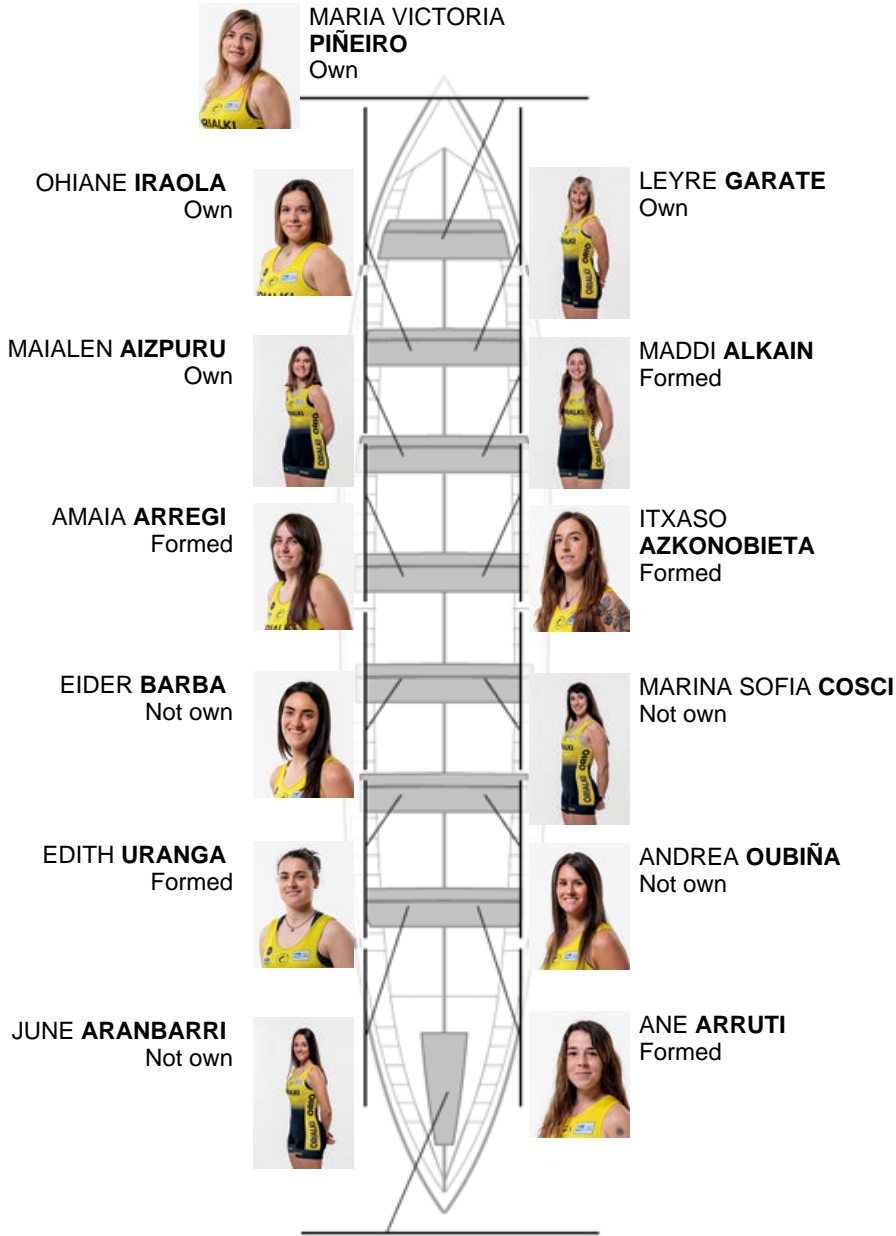 MARIA VICTORIA
PIÑEIRO
Own
OHIANE IRAOLA
Own
LEYRE GARATE
Own
MAIALEN AIZPURU
Own
MADDI ALKAIN
Formed
AMAIA ARREGI
Formed
ITXASO
AZKONOBIETA
Formed
EIDER BARBA
Not own
MARINA SOFIA COSCI
Not own
EDITH URANGA
Formed
ANDREA OUBIÑA
Not own
JUNE ARANBARRI
Not own
ANE ARRUTI
Formed